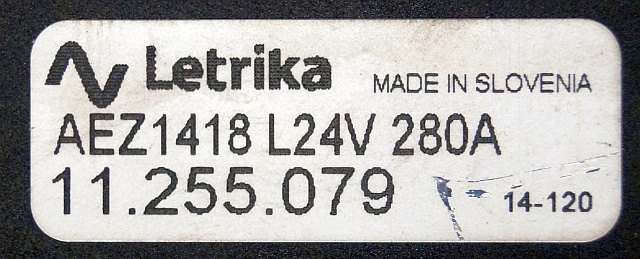 Letrika MADE IN SLOVENIA
AEZ1418 L24V 280A
11.255.079 14-120